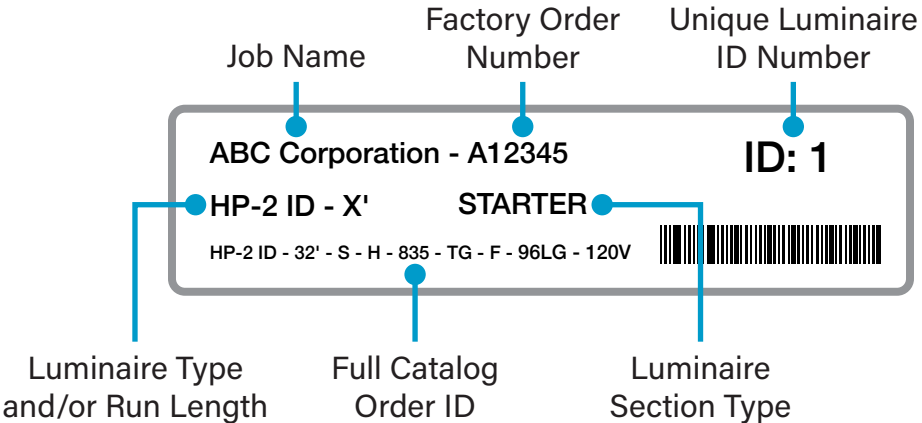 Factory Order
Number
Unique Luminaire
ID Number
Job Name
ABC Corporation - A12345
ID: 1
HP-2 ID - X'
STARTER
HP-2 ID - 32' - S - H - 835 - TG - F - 96LG - 120V
Luminaire Type
and/or Run Length
Full Catalog
Order ID
Luminaire
Section Type